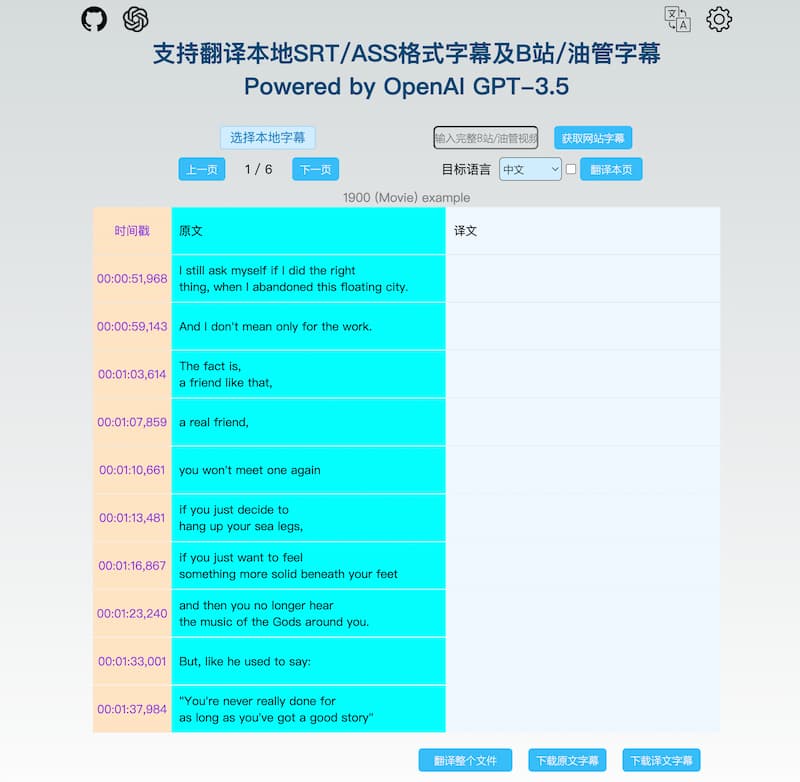 支持翻译本地SRT/ASS格式字幕及B站/油管字幕
Powered by OpenAI GPT-3.5
选择本地字幕
输入完整B站/油管视频
获取网站字幕
上一页
1 / 6
下一页
目标语言
中文
翻译本页
1900 (Movie) example
时间戳
原文
译文
00:00:51,968
I still ask myself if I did the right
thing, when I abandoned this floating city.
00:00:59,143
And I don't mean only for the work.
00:01:03,614
The fact is,
a friend like that,
00:01:07,859
a real friend,
00:01:10,661
you won't meet one again
00:01:13,481
if you just decide to
hang up your sea legs,
00:01:16,867
if you just want to feel
something more solid beneath your feet
00:01:23,240
and then you no longer hear
the music of the Gods around you.
00:01:33,001
But, like he used to say:
00:01:37,984
"You're never really done for
as long as you've got a good story"
翻译整个文件
下载原文字幕
下载译文字幕